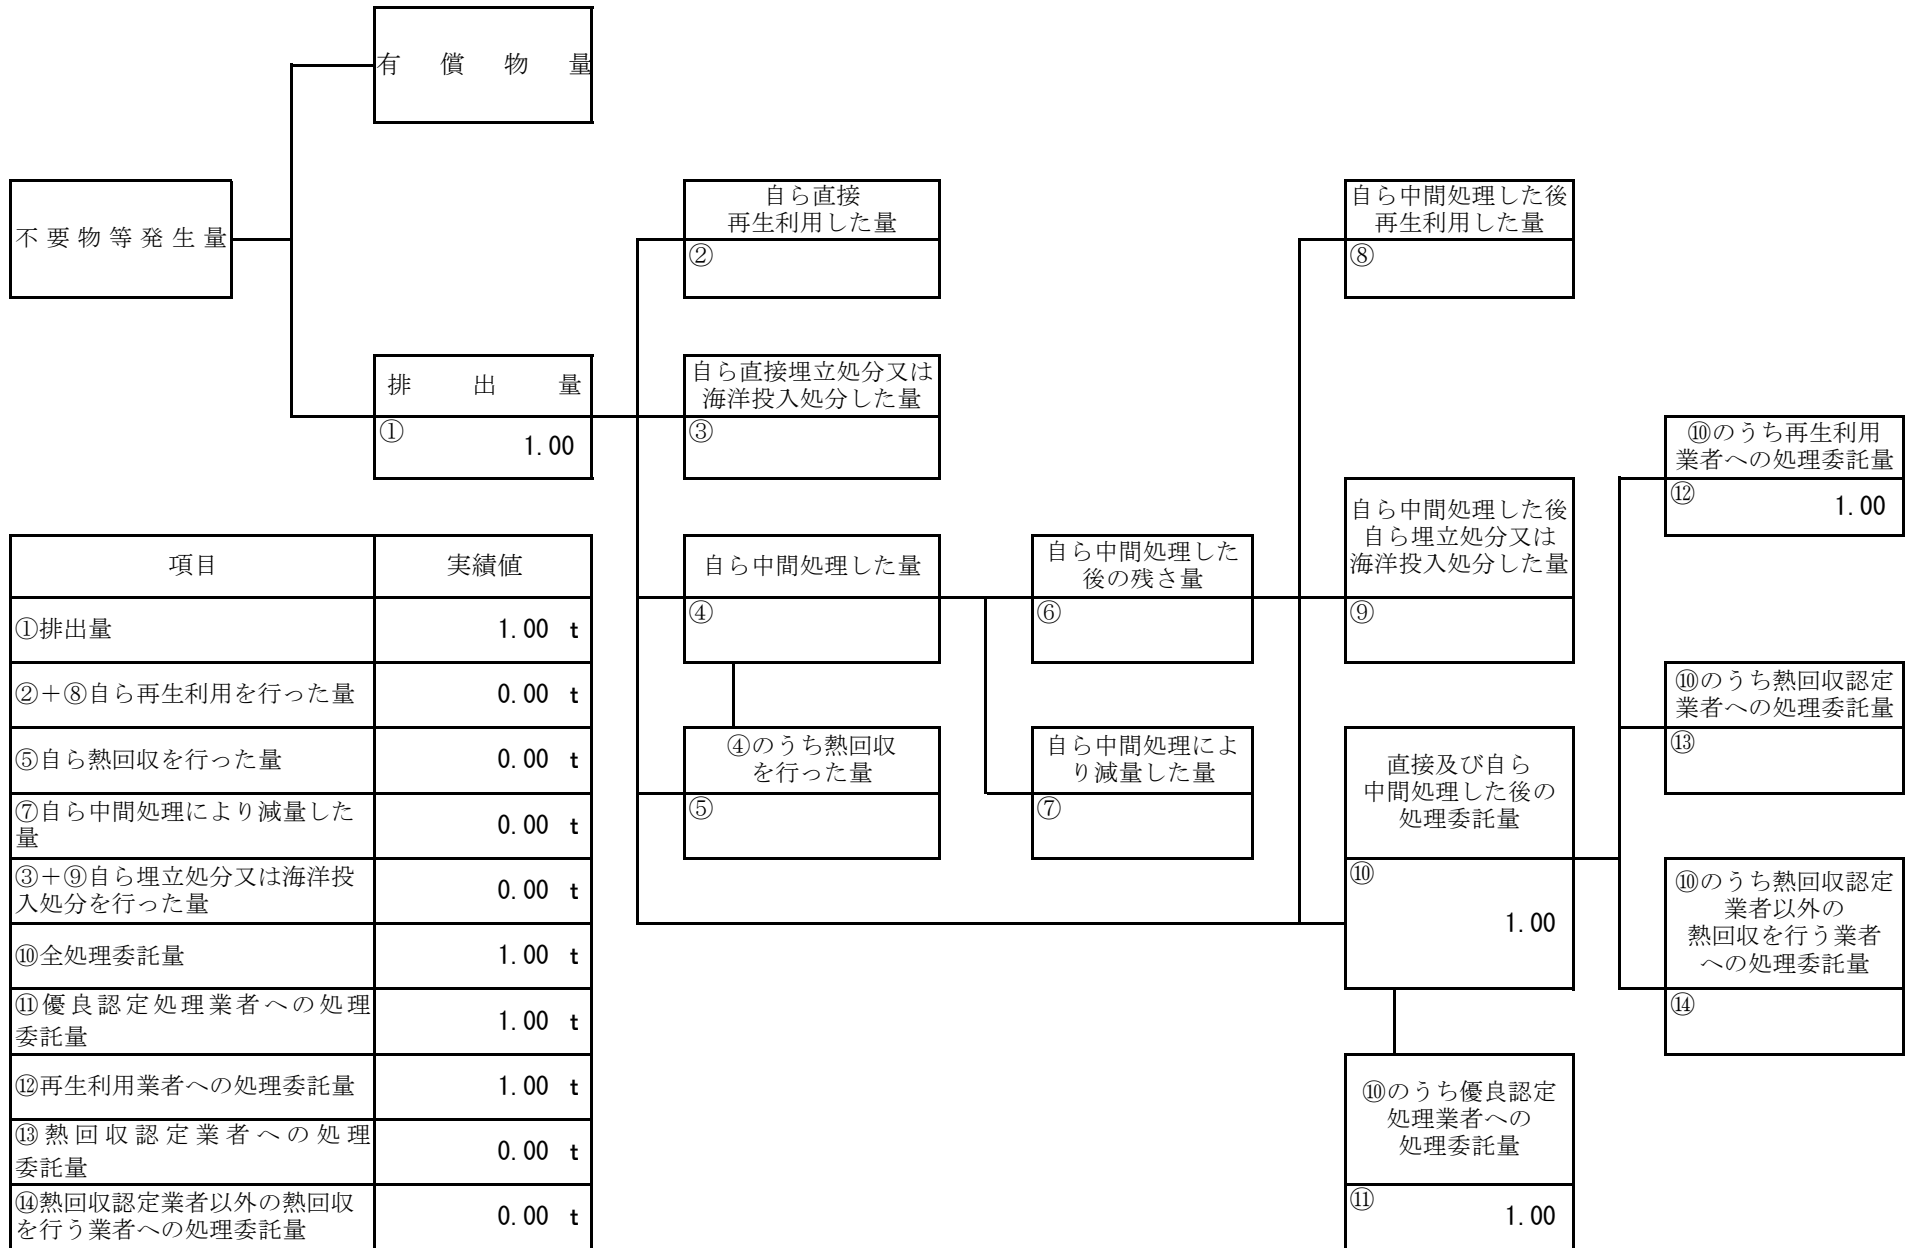 有償物量
不要物等発生量
自ら直接
再生利用した量
②
自ら中間処理した後
再生利用した量
⑧
排出量
①
1.00
自ら直接埋立処分又は
海洋投入処分した量
③
⑩のうち再生利用
業者への処理委託量
⑫
1.00
自ら中間処理した後
自ら埋立処分又は
海洋投入処分した量
⑨
自ら中間処理した量
④
自ら中間処理した
後の残さ量
⑥
⑩のうち熱回収認定
業者への処理委託量
⑬
④のうち熱回収
を行った量
⑤
自ら中間処理によ
り減量した量
⑦
直接及び自ら
中間処理した後の
処理委託量
⑩
1.00
⑩のうち熱回収認定
業者以外の
熱回収を行う業者
への処理委託量
⑭
⑩のうち優良認定
処理業者への
処理委託量
⑪
1.00
項目 実績値
①排出量 1.00 t
②＋⑧自ら再生利用を行った量 0.00 t
⑤自ら熱回収を行った量 0.00 t
⑦自ら中間処理により減量した
量 0.00 t
③＋⑨自ら埋立処分又は海洋投
入処分を行った量 0.00 t
⑩全処理委託量 1.00 t
⑪優良認定処理業者への処理
委託量 1.00 t
⑫再生利用業者への処理委託量 1.00 t
⑬熱回収認定業者への処理
委託量 0.00 t
⑭熱回収認定業者以外の熱回収
を行う業者への処理委託量 0.00 t